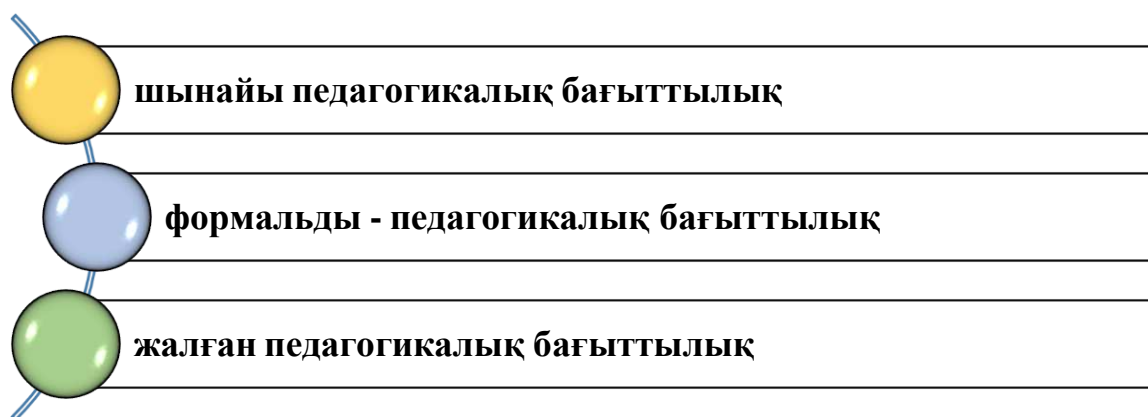 шынайы педагогикалық бағыттылық
формальды - педагогикалық бағыттылық
жалған педагогикалық бағыттылық